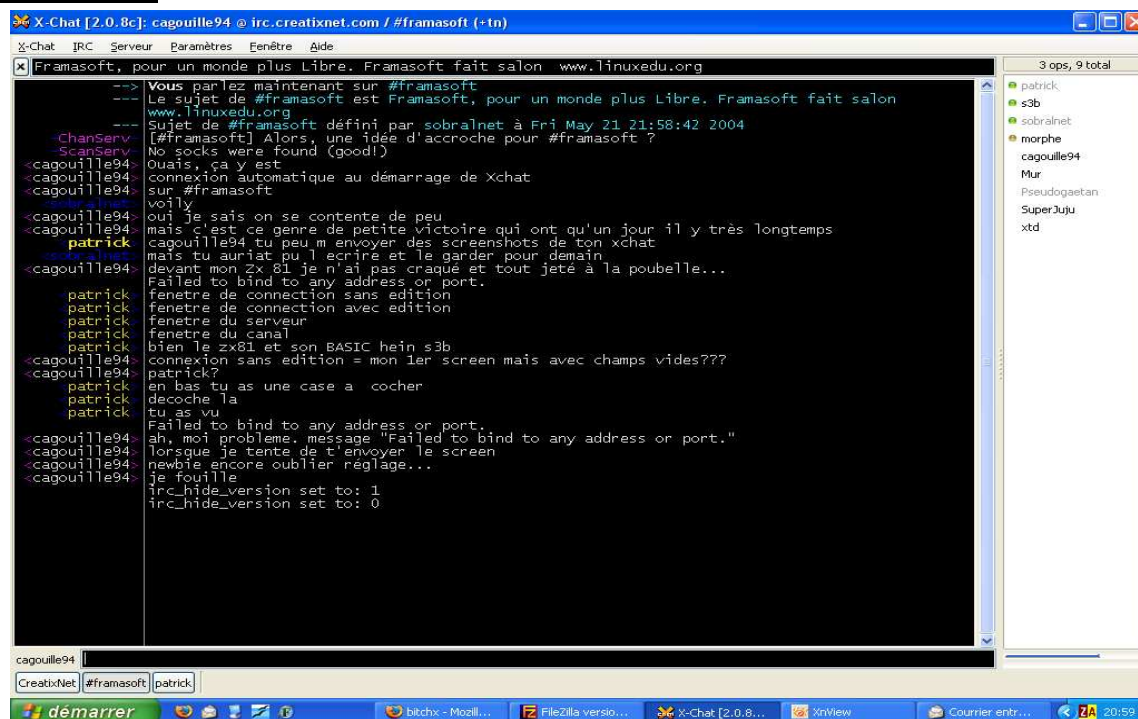 X-Chat [2.0.8c]: cagouille94 @ irc.creatixnet.com / #framasoft (+tn)
X-Chat IRC Serveur Paramètres Fenêtre Aide
Framasoft, pour un monde plus Libre. Framasoft fait salon www.linuxedu.org
3 ops, 9 total
--> Vous parlez maintenant sur #framasoft
--- Le sujet de #framasoft est Framasoft, pour un monde plus Libre. Framasoft fait salon
www.linuxedu.org
--- Sujet de #framasoft défini par sobralnet à Fri May 21 21:58:42 2004
-ChanServ- [#framasoft] Alors, une idée d'accroche pour #framasoft ?
-ScanServ- No socks were found (good!)
<cagouille94> Ouais, ça y est
<cagouille94> connexion automatique au démarrage de Xchat
<cagouille94> sur #framasoft
<sobralnet> voily
<cagouille94> oui je sais on se contente de peu
<cagouille94> mais c'est ce genre de petite victoire qui ont qu'un jour il y très longtemps
patrick cagouille94 tu peu m envoyer des screenshots de ton xchat
<sobralnet> mais tu auriat pu l ecrire et le garder pour demain
<cagouille94> devant mon Zx 81 je n'ai pas craqué et tout jeté à la poubelle...
Failed to bind to any address or port.
<patrick> fenetre de connection sans edition
<patrick> fenetre de connection avec edition
<patrick> fenetre du serveur
<patrick> fenetre du canal
<patrick> bien le zx81 et son BASIC hein s3b
<cagouille94> connexion sans edition = mon 1er screen mais avec champs vides???
<cagouille94> patrick?
<patrick> en bas tu as une case a cocher
<patrick> decoche la
<patrick> tu as vu
Failed to bind to any address or port.
<cagouille94> ah, moi probleme. message "Failed to bind to any address or port."
<cagouille94> lorsque je tente de t'envoyer le screen
<cagouille94> newbie encore oublier réglage...
<cagouille94> je fouille
irc_hide_version set to: 1
irc_hide_version set to: 0
patrick
s3b
sobralnet
morphe
cagouille94
Mur
Pseudogaetan
SuperJuju
xtd
cagouille94
CreatixNet #framasoft patrick
démarrer bitchx - Mozill... FileZilla versio... X-Chat [2.0.8... XnView Courrier entr... ZA 20:59